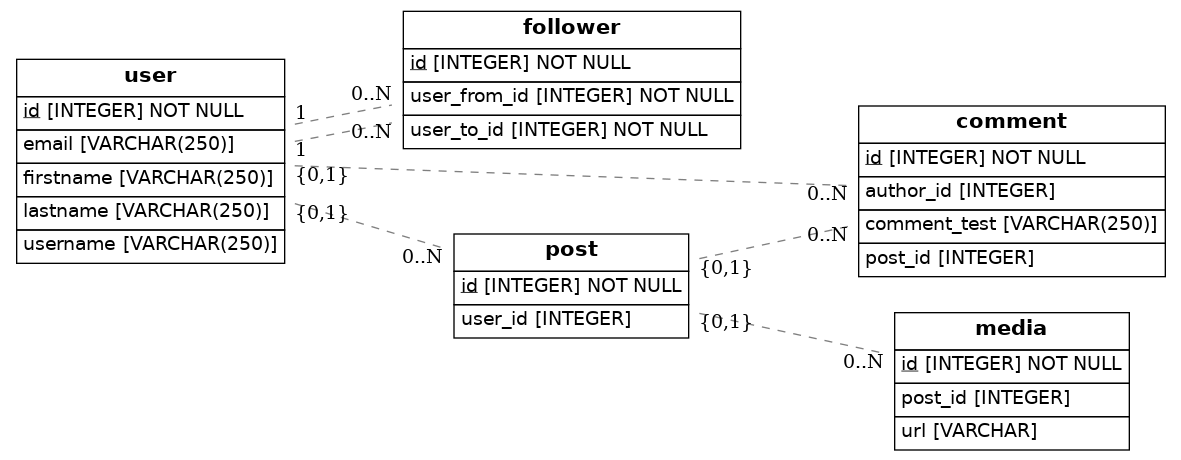 user
id [INTEGER] NOT NULL
email [VARCHAR(250)]
firstname [VARCHAR(250)]
lastname [VARCHAR(250)]
username [VARCHAR(250)]
1
1
{0,1}
{0,1}
0..N
0..N
follower
id [INTEGER] NOT NULL
user_from_id [INTEGER] NOT NULL
user_to_id [INTEGER] NOT NULL
0..N
post
id [INTEGER] NOT NULL
user_id [INTEGER]
{0,1}
{0,1}
0..N
0..N
comment
id [INTEGER] NOT NULL
author_id [INTEGER]
comment_test [VARCHAR(250)]
post_id [INTEGER]
0..N
media
id [INTEGER] NOT NULL
post_id [INTEGER]
url [VARCHAR]